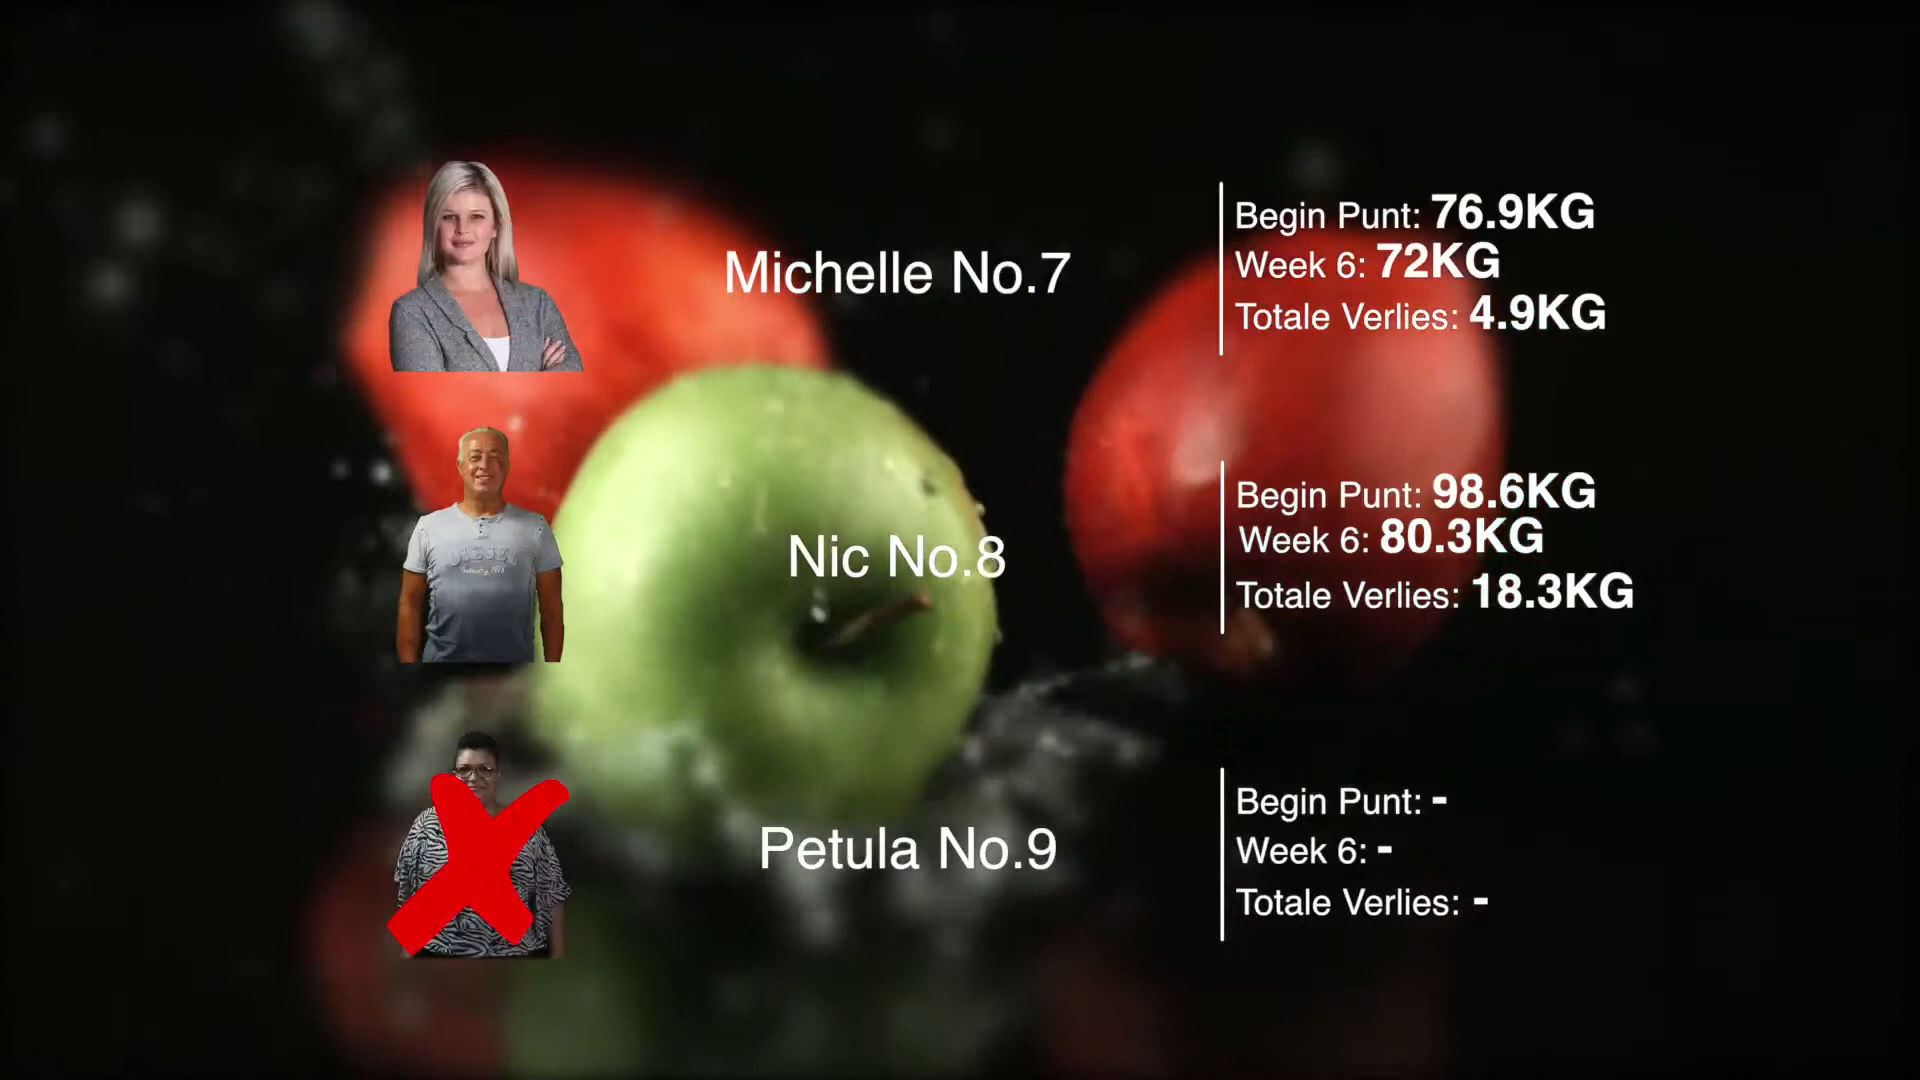 Michelle No.7
Begin Punt: 76.9KG
Week 6: 72KG
Totale Verlies: 4.9KG
Nic No.8
Begin Punt: 98.6KG
Week 6: 80.3KG
Totale Verlies: 18.3KG
DIESEL
Petula No.9
Begin Punt: -
Week 6: -
Totale Verlies: -